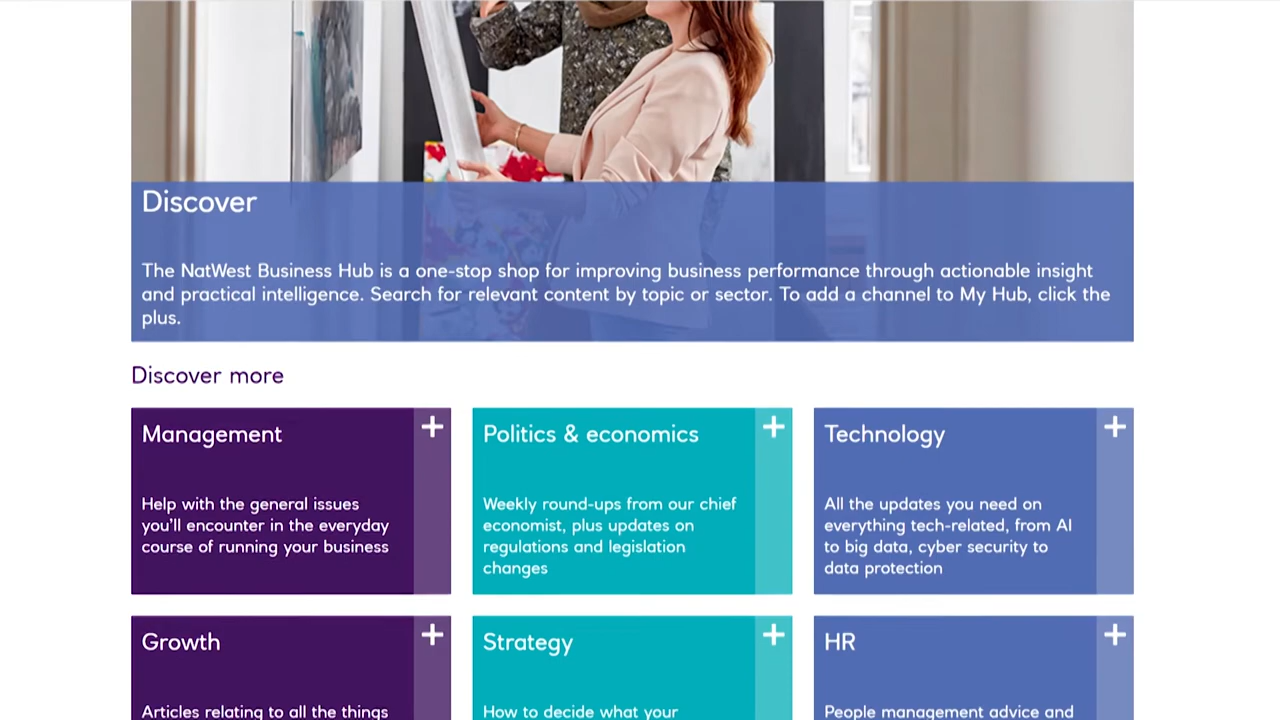 Discover
The NatWest Business Hub is a one-stop shop for improving business performance through actionable insight
and practical intelligence. Search for relevant content by topic or sector. To add a channel to My Hub, click the
plus.
Discover more
Management
Help with the general issues
you'll encounter in the everyday
course of running your business
Politics & economics
Weekly round-ups from our chief
economist, plus updates on
regulations and legislation
changes
Technology
All the updates you need on
everything tech-related, from AI
to big data, cyber security to
data protection
Growth
Articles relating to all the things
Strategy
How to decide what your
HR
People management advice and